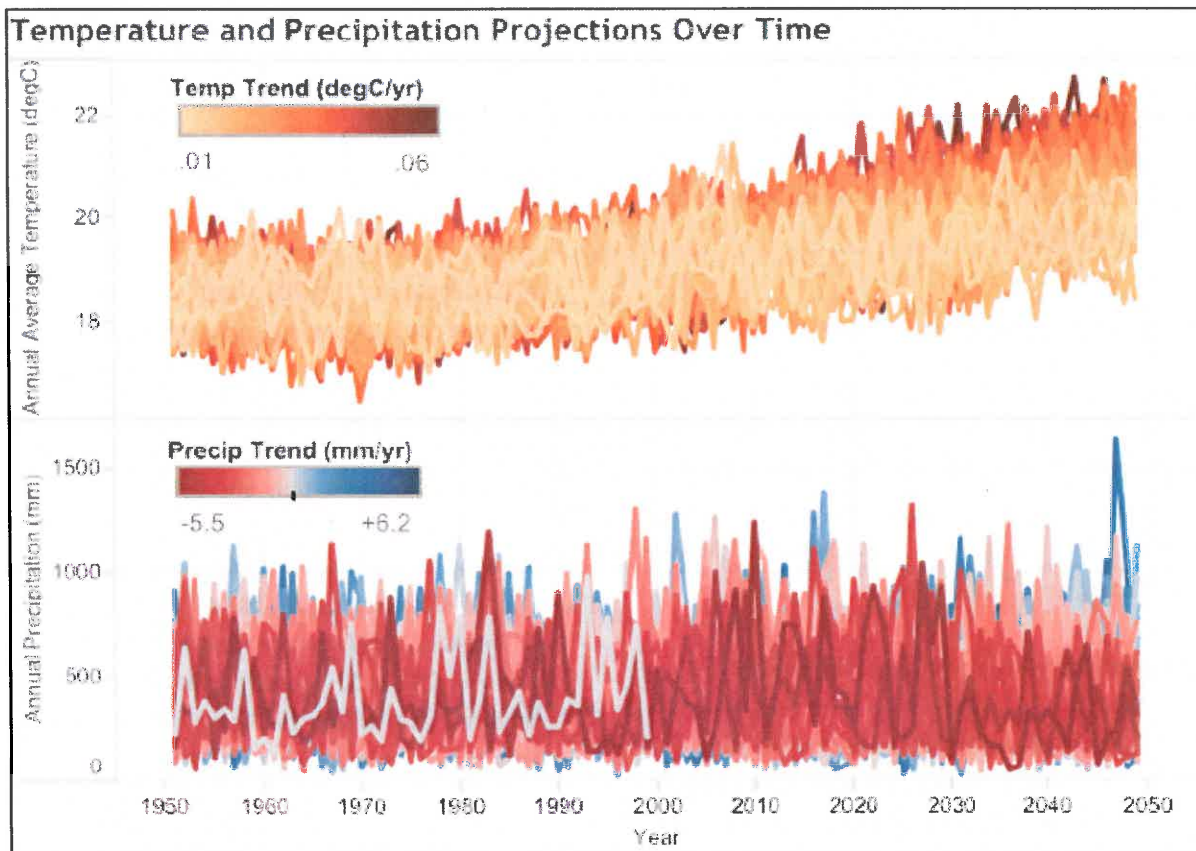 Temperature and Precipitation Projections Over Time
Annual Average Temperature (degC)
Temp Trend (degC/yr)
.01 .06
22
20
18
Annual Precipitation (mm)
Precip Trend (mm/yr)
-5.5 +6.2
1500
1000
500
0
1950 1960 1970 1980 1990 2000 2010 2020 2030 2040 2050
Year